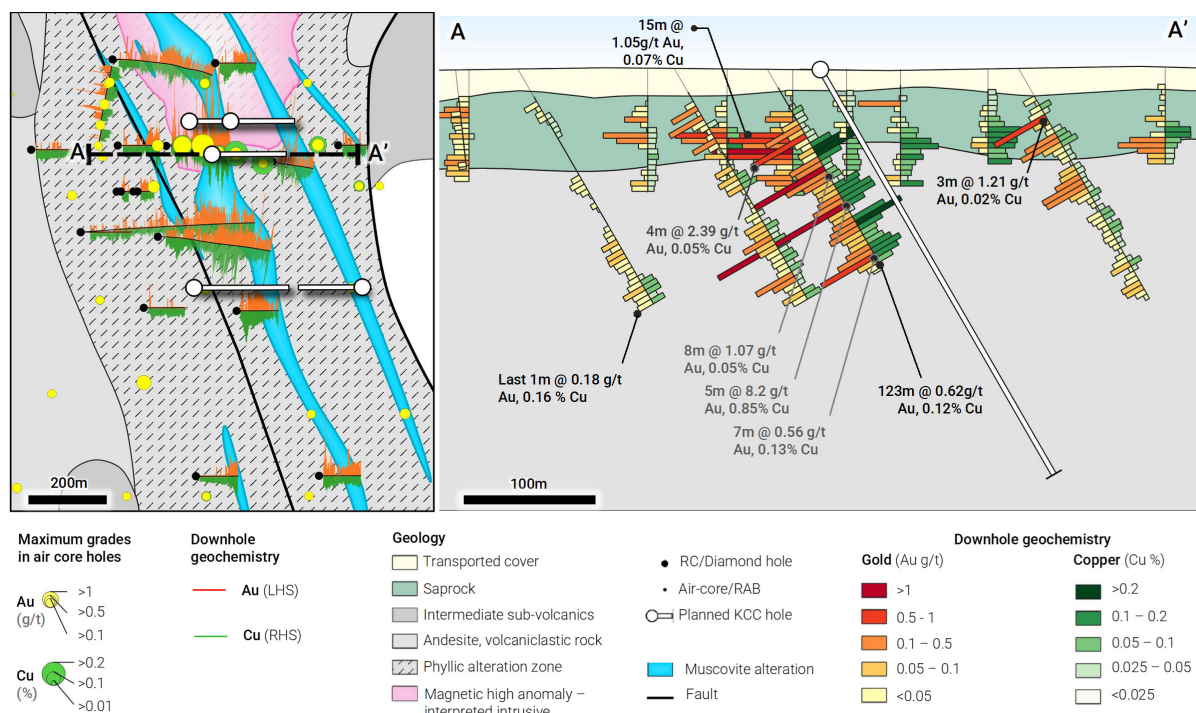 A
A'
200m
A
A'
15m @
1.05g/t Au,
0.07% Cu
4m @ 2.39 g/t
Au, 0.05% Cu
3m @ 1.21 g/t
Au, 0.02% Cu
8m @ 1.07 g/t
Au, 0.05% Cu
5m @ 8.2 g/t
Au, 0.85% Cu
7m @ 0.56 g/t
Au, 0.13% Cu
Last 1m @ 0.18 g/t
Au, 0.16 % Cu
123m @ 0.62g/t
Au, 0.12% Cu
100m
Maximum grades
in air core holes
Au
(g/t)
>1
>0.5
>0.1
Cu
(%)
>0.2
>0.1
>0.01
Downhole
geochemistry
Au (LHS)
Cu (RHS)
Geology
Transported cover
Saprock
Intermediate sub-volcanics
Andesite, volcaniclastic rock
Phyllic alteration zone
Magnetic high anomaly –
interpreted intrusive
RC/Diamond hole
Air-core/RAB
Planned KCC hole
Muscovite alteration
Fault
Downhole geochemistry
Gold (Au g/t)
>1
0.5 - 1
0.1 – 0.5
0.05 – 0.1
<0.05
Copper (Cu %)
>0.2
0.1 – 0.2
0.05 – 0.1
0.025 – 0.05
<0.025